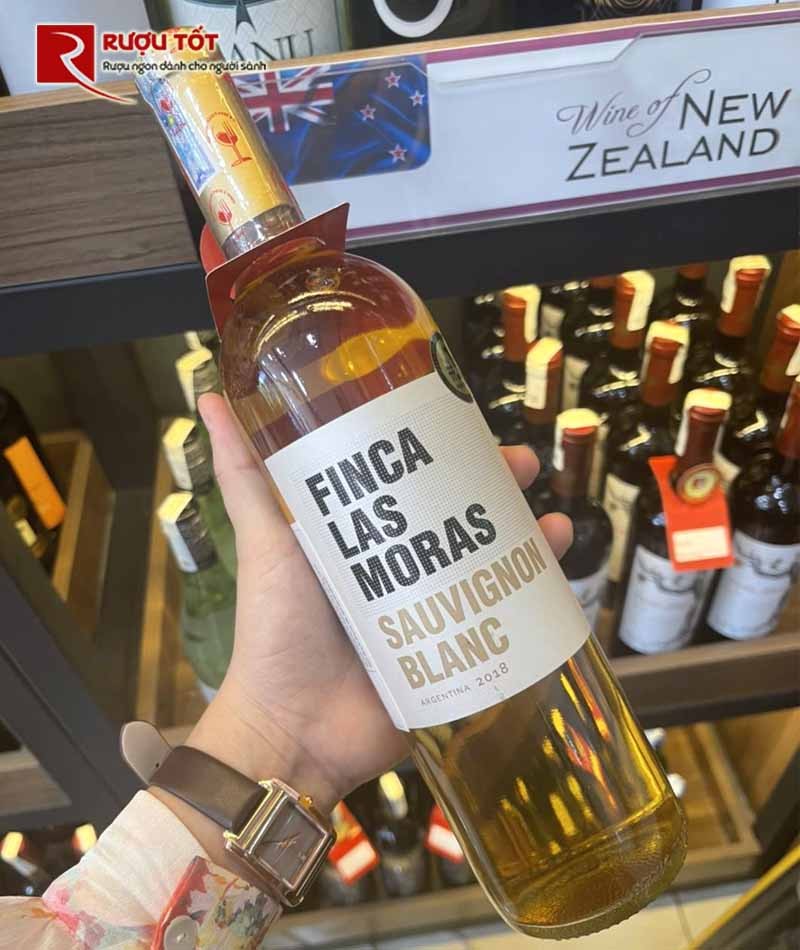 RƯỢU TỐT
Rượu ngon dành cho người sành
Wine of NEW
ZEALAND
FINCA
LAS
MORAS
SAUVIGNON
BLANC
ARGENTINA 2018